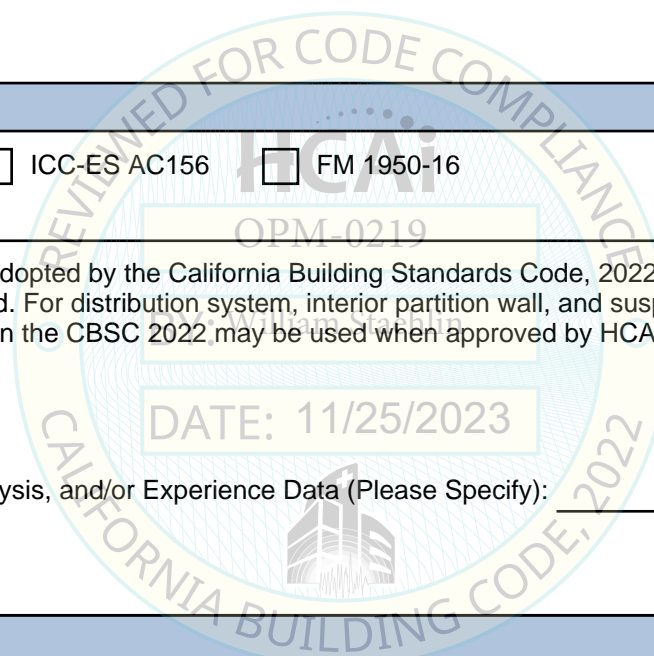 REVIEWED FOR CODE COMPLIANCE
HCAi
ICC-ES AC156 FM 1950-16
OPM-0219
dopted by the California Building Standards Code, 2022
d. For distribution system, interior partition wall, and sus
n the CBSC 2022 may be used when approved by HCA
BY: William Staehlin
DATE: 11/25/2023
ysis, and/or Experience Data (Please Specify):
CALIFORNIA BUILDING CODE, 2022